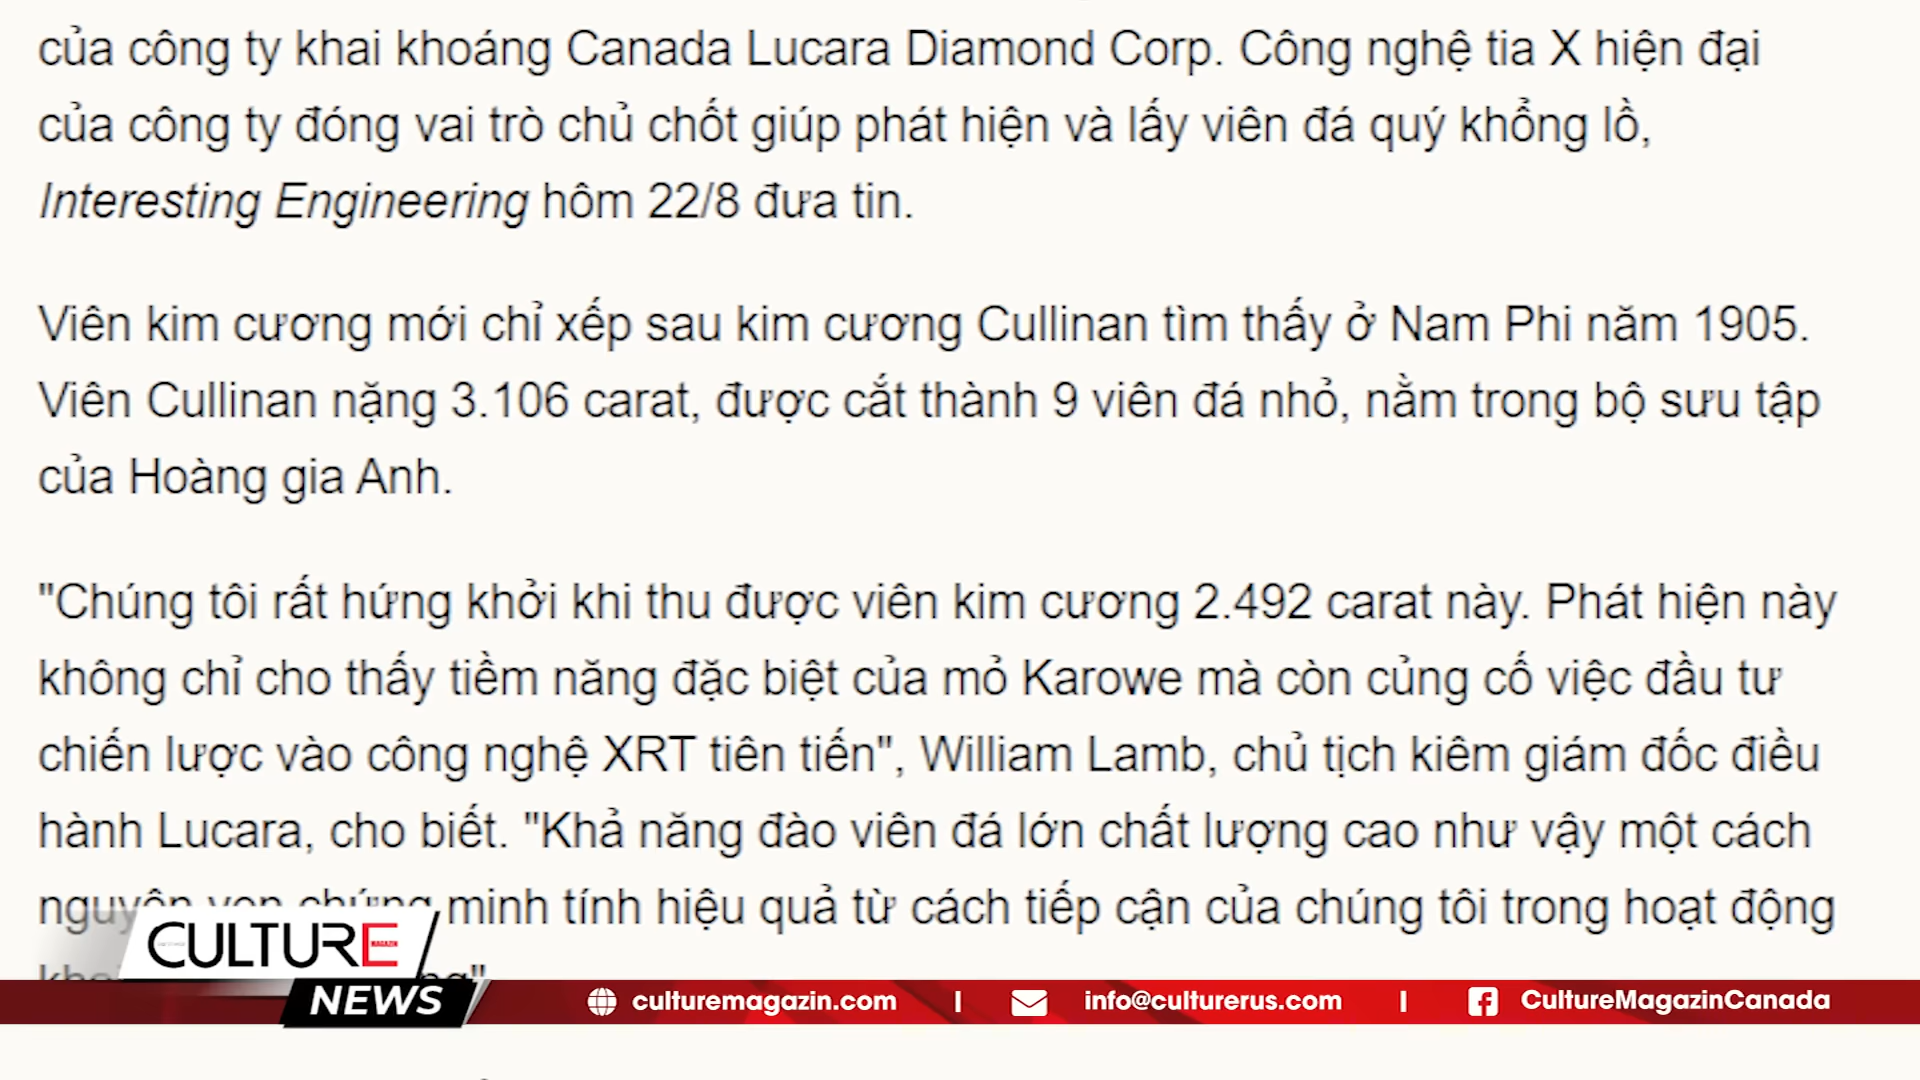 của công ty khai khoáng Canada Lucara Diamond Corp. Công nghệ tia X hiện đại
của công ty đóng vai trò chủ chốt giúp phát hiện và lấy viên đá quý khổng lồ,
Interesting Engineering hôm 22/8 đưa tin.
Viên kim cương mới chỉ xếp sau kim cương Cullinan tìm thấy ở Nam Phi năm 1905.
Viên Cullinan nặng 3.106 carat, được cắt thành 9 viên đá nhỏ, nằm trong bộ sưu tập
của Hoàng gia Anh.
"Chúng tôi rất hứng khởi khi thu được viên kim cương 2.492 carat này. Phát hiện này
không chỉ cho thấy tiềm năng đặc biệt của mỏ Karowe mà còn củng cố việc đầu tư
chiến lược vào công nghệ XRT tiên tiến", William Lamb, chủ tịch kiêm giám đốc điều
hành Lucara, cho biết. "Khả năng đào viên đá lớn chất lượng cao như vậy một cách
nguyên vẹn chứng minh tính hiệu quả từ cách tiếp cận của chúng tôi trong hoạt động
CULTURE
MAGAZIN
NEWS
culturemagazin.com | info@culturerus.com | CultureMagazinCanada